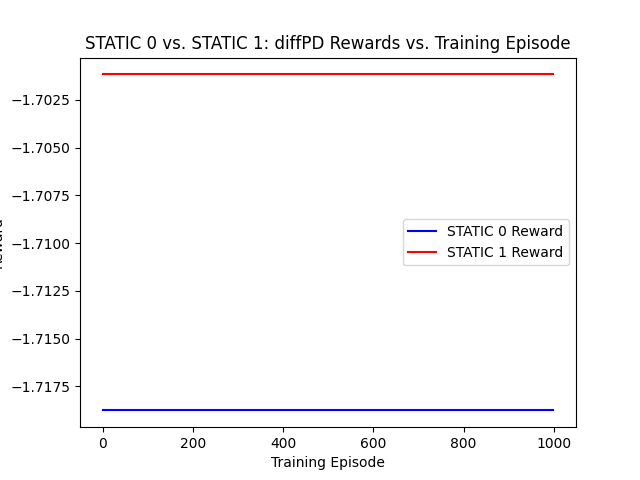 STATIC 0 vs. STATIC 1: diffPD Rewards vs. Training Episode
−1.7025
−1.7050
−1.7075
−1.7100
−1.7125
−1.7150
−1.7175
STATIC 0 Reward
STATIC 1 Reward
0 200 400 600 800 1000
Training Episode